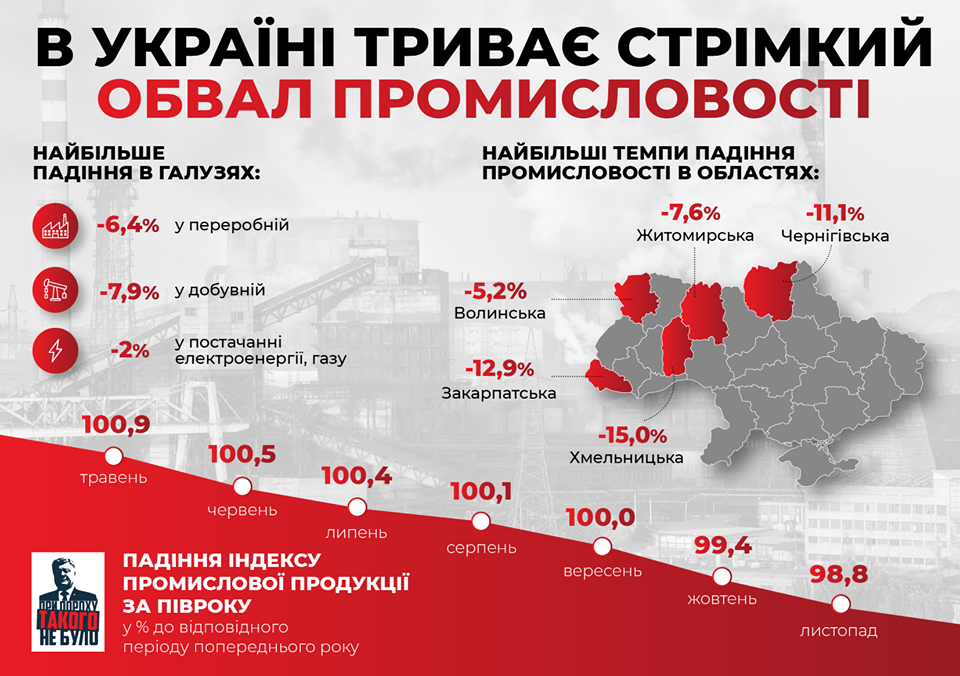 В УКРАЇНІ ТРИВАЄ СТРІМКИЙ
ОБВАЛ ПРОМИСЛОВОСТІ
НАЙБІЛЬШЕ
ПАДІННЯ В ГАЛУЗЯХ:
-6,4% у переробній
-7,9% у добувній
-2% у постачанні
електроенергії, газу
НАЙБІЛЬШІ ТЕМПИ ПАДІННЯ
ПРОМИСЛОВОСТІ В ОБЛАСТЯХ:
-7,6%
Житомирська
-11,1%
Чернігівська
-5,2%
Волинська
-12,9%
Закарпатська
-15,0%
Хмельницька
100,9
травень
100,5
червень
100,4
липень
100,1
серпень
100,0
вересень
99,4
жовтень
98,8
листопад
ПАДІННЯ ІНДЕКСУ
ПРОМИСЛОВОЇ ПРОДУКЦІЇ
ЗА ПІВРОКУ
у % до відповідного
періоду попереднього року
ПРИ ПОРОХУ
ТАКОГО
НЕ БУЛО